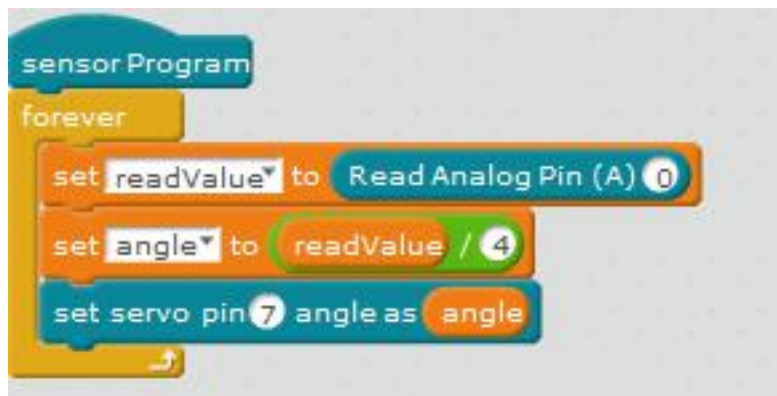 sensor Program
forever
set readValue to Read Analog Pin (A) 0
set angle to readValue / 4
set servo pin 7 angle as angle